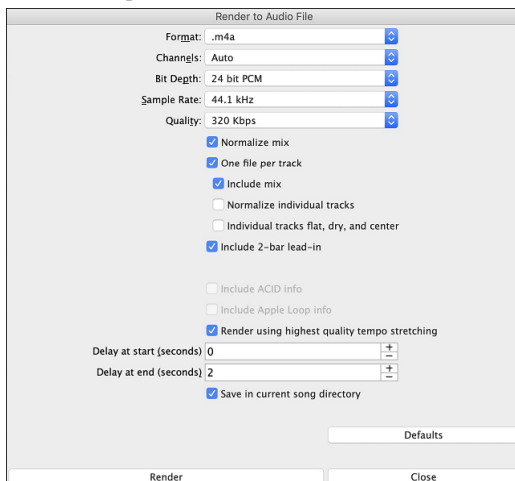 Render to Audio File
Format: .m4a
Channels: Auto
Bit Depth: 24 bit PCM
Sample Rate: 44.1 kHz
Quality: 320 Kbps
Normalize mix
One file per track
Include mix
Normalize individual tracks
Individual tracks flat, dry, and center
Include 2-bar lead-in
Include ACID info
Include Apple Loop info
Render using highest quality tempo stretching
Delay at start (seconds) 0 + −
Delay at end (seconds) 2 + −
Save in current song directory
Defaults
Render Close